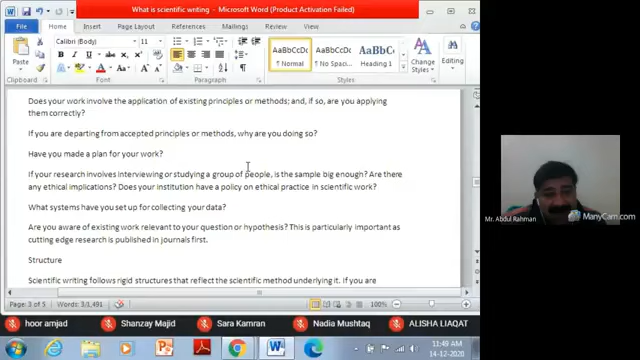 What is scientific writing - Microsoft Word (Product Activation Failed)
File Home Insert Page Layout References Mailings Review View
Calibri (Body) 11
Paste
Clipboard Font Paragraph Styles
AaBbCcDc AaBbCcDc AaBbC
¶ Normal ¶ No Spaci... Heading 1
Change Styles
Editing
Does your work involve the application of existing principles or methods; and, if so, are you applying
them correctly?
If you are departing from accepted principles or methods, why are you doing so?
Have you made a plan for your work?
If your research involves interviewing or studying a group of people, is the sample big enough? Are there
any ethical implications? Does your institution have a policy on ethical practice in scientific work?
What systems have you set up for collecting your data?
Are you aware of existing work relevant to your question or hypothesis? This is particularly important as
cutting edge research is published in journals first.
Structure
Scientific writing follows rigid structures that reflect the scientific method underlying it. If you are
Mr. Abdul Rahman
ManyCam.com
Page: 3 of 5 Words: 3/1,491 100%
hoor amjad Shanzay Majid Sara Kamran Nadia Mushtaq ALISHA LIAQAT
11:49 AM
14-12-2020